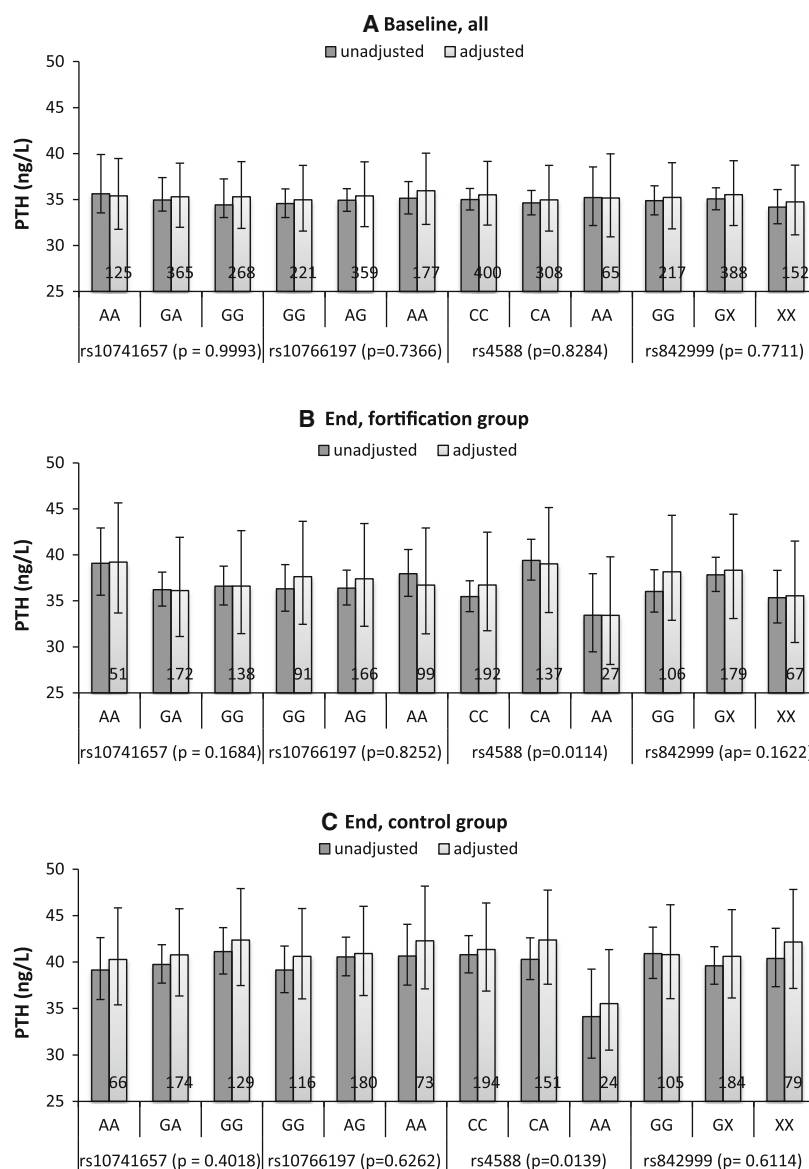 A Baseline, all
unadjusted adjusted
50
45
40
35
30
25
PTH (ng/L)
125 365 268 221 359 177 400 308 65 217 388 152
AA GA GG GG AG AA CC CA AA GG GX XX
rs10741657 (p = 0.9993) rs10766197 (p=0.7366) rs4588 (p=0.8284) rs842999 (p= 0.7711)
B End, fortification group
unadjusted adjusted
50
45
40
35
30
25
PTH (ng/L)
51 172 138 91 166 99 192 137 27 106 179 67
AA GA GG GG AG AA CC CA AA GG GX XX
rs10741657 (p = 0.1684) rs10766197 (p=0.8252) rs4588 (p=0.0114) rs842999 (ap= 0.1622)
C End, control group
unadjusted adjusted
50
45
40
35
30
25
PTH (ng/L)
66 174 129 116 180 73 194 151 24 105 184 79
AA GA GG GG AG AA CC CA AA GG GX XX
rs10741657 (p = 0.4018) rs10766197 (p=0.6262) rs4588 (p=0.0139) rs842999 (p= 0.6114)